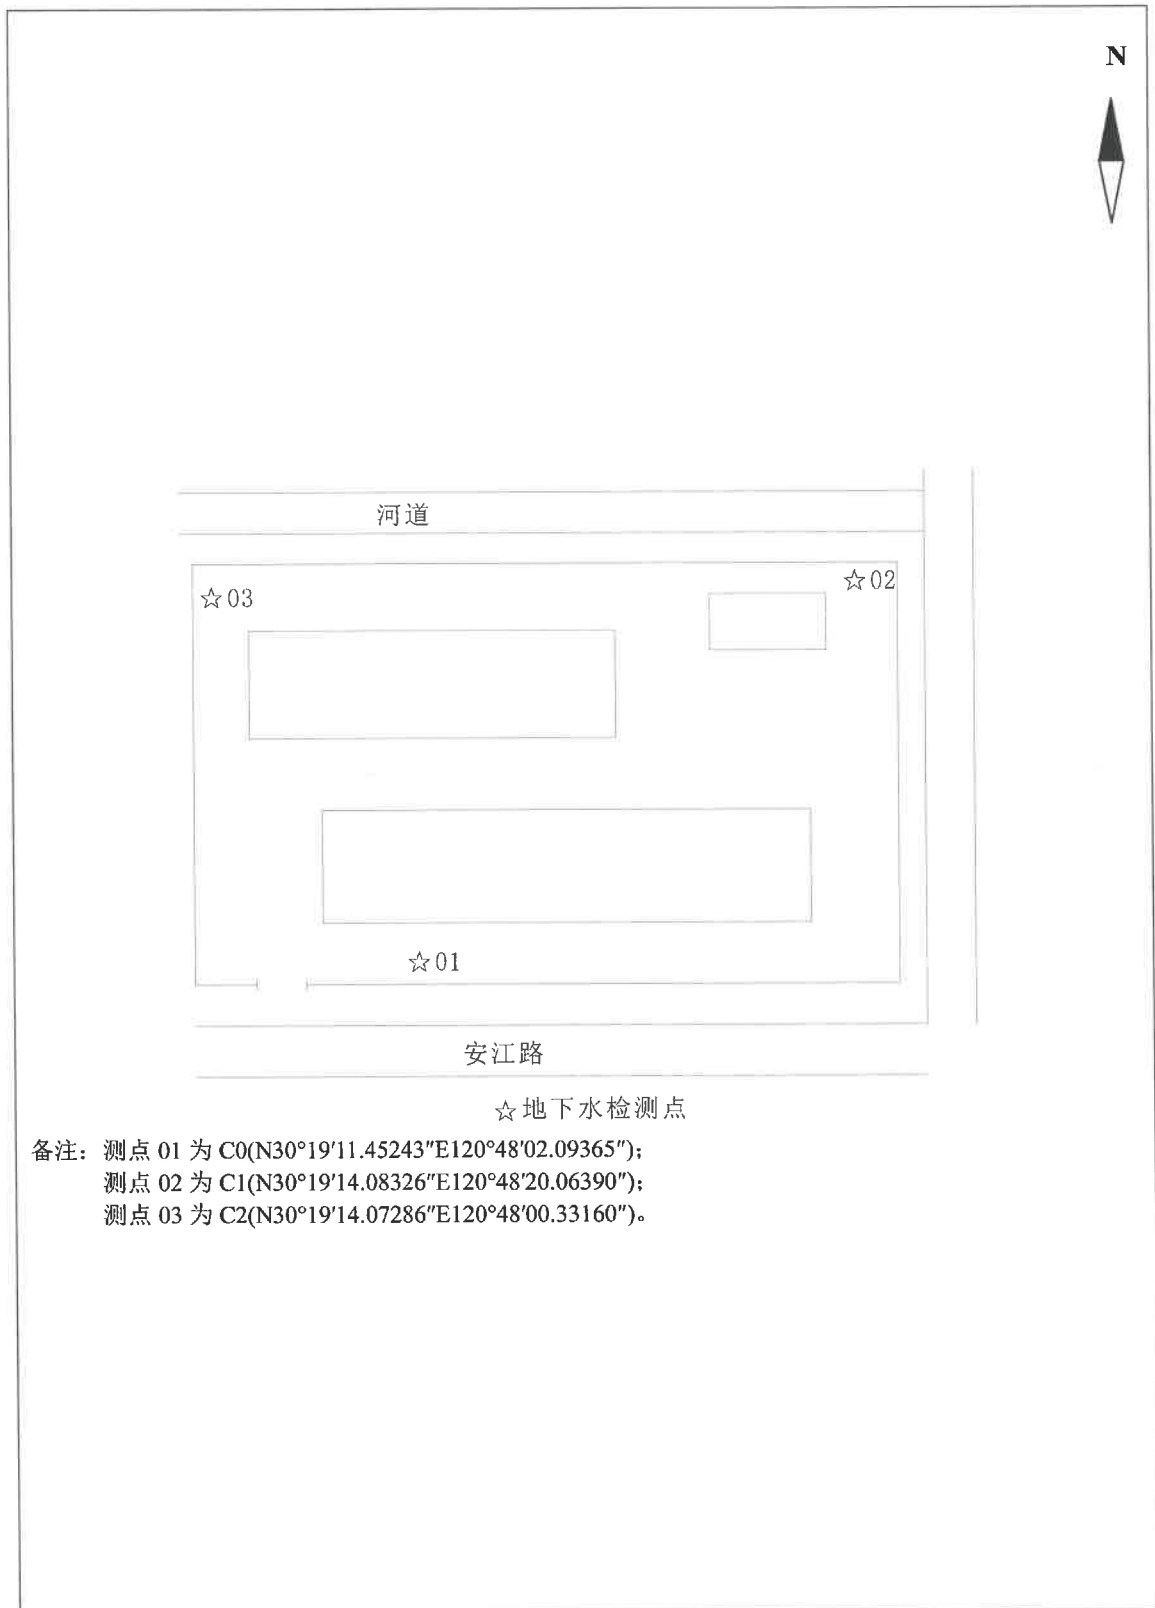 N
河道
☆03
☆02
☆01
安江路
☆地下水检测点
备注：测点 01 为 C0(N30°19′11.45243″E120°48′02.09365″);
测点 02 为 C1(N30°19′14.08326″E120°48′20.06390″);
测点 03 为 C2(N30°19′14.07286″E120°48′00.33160″)。